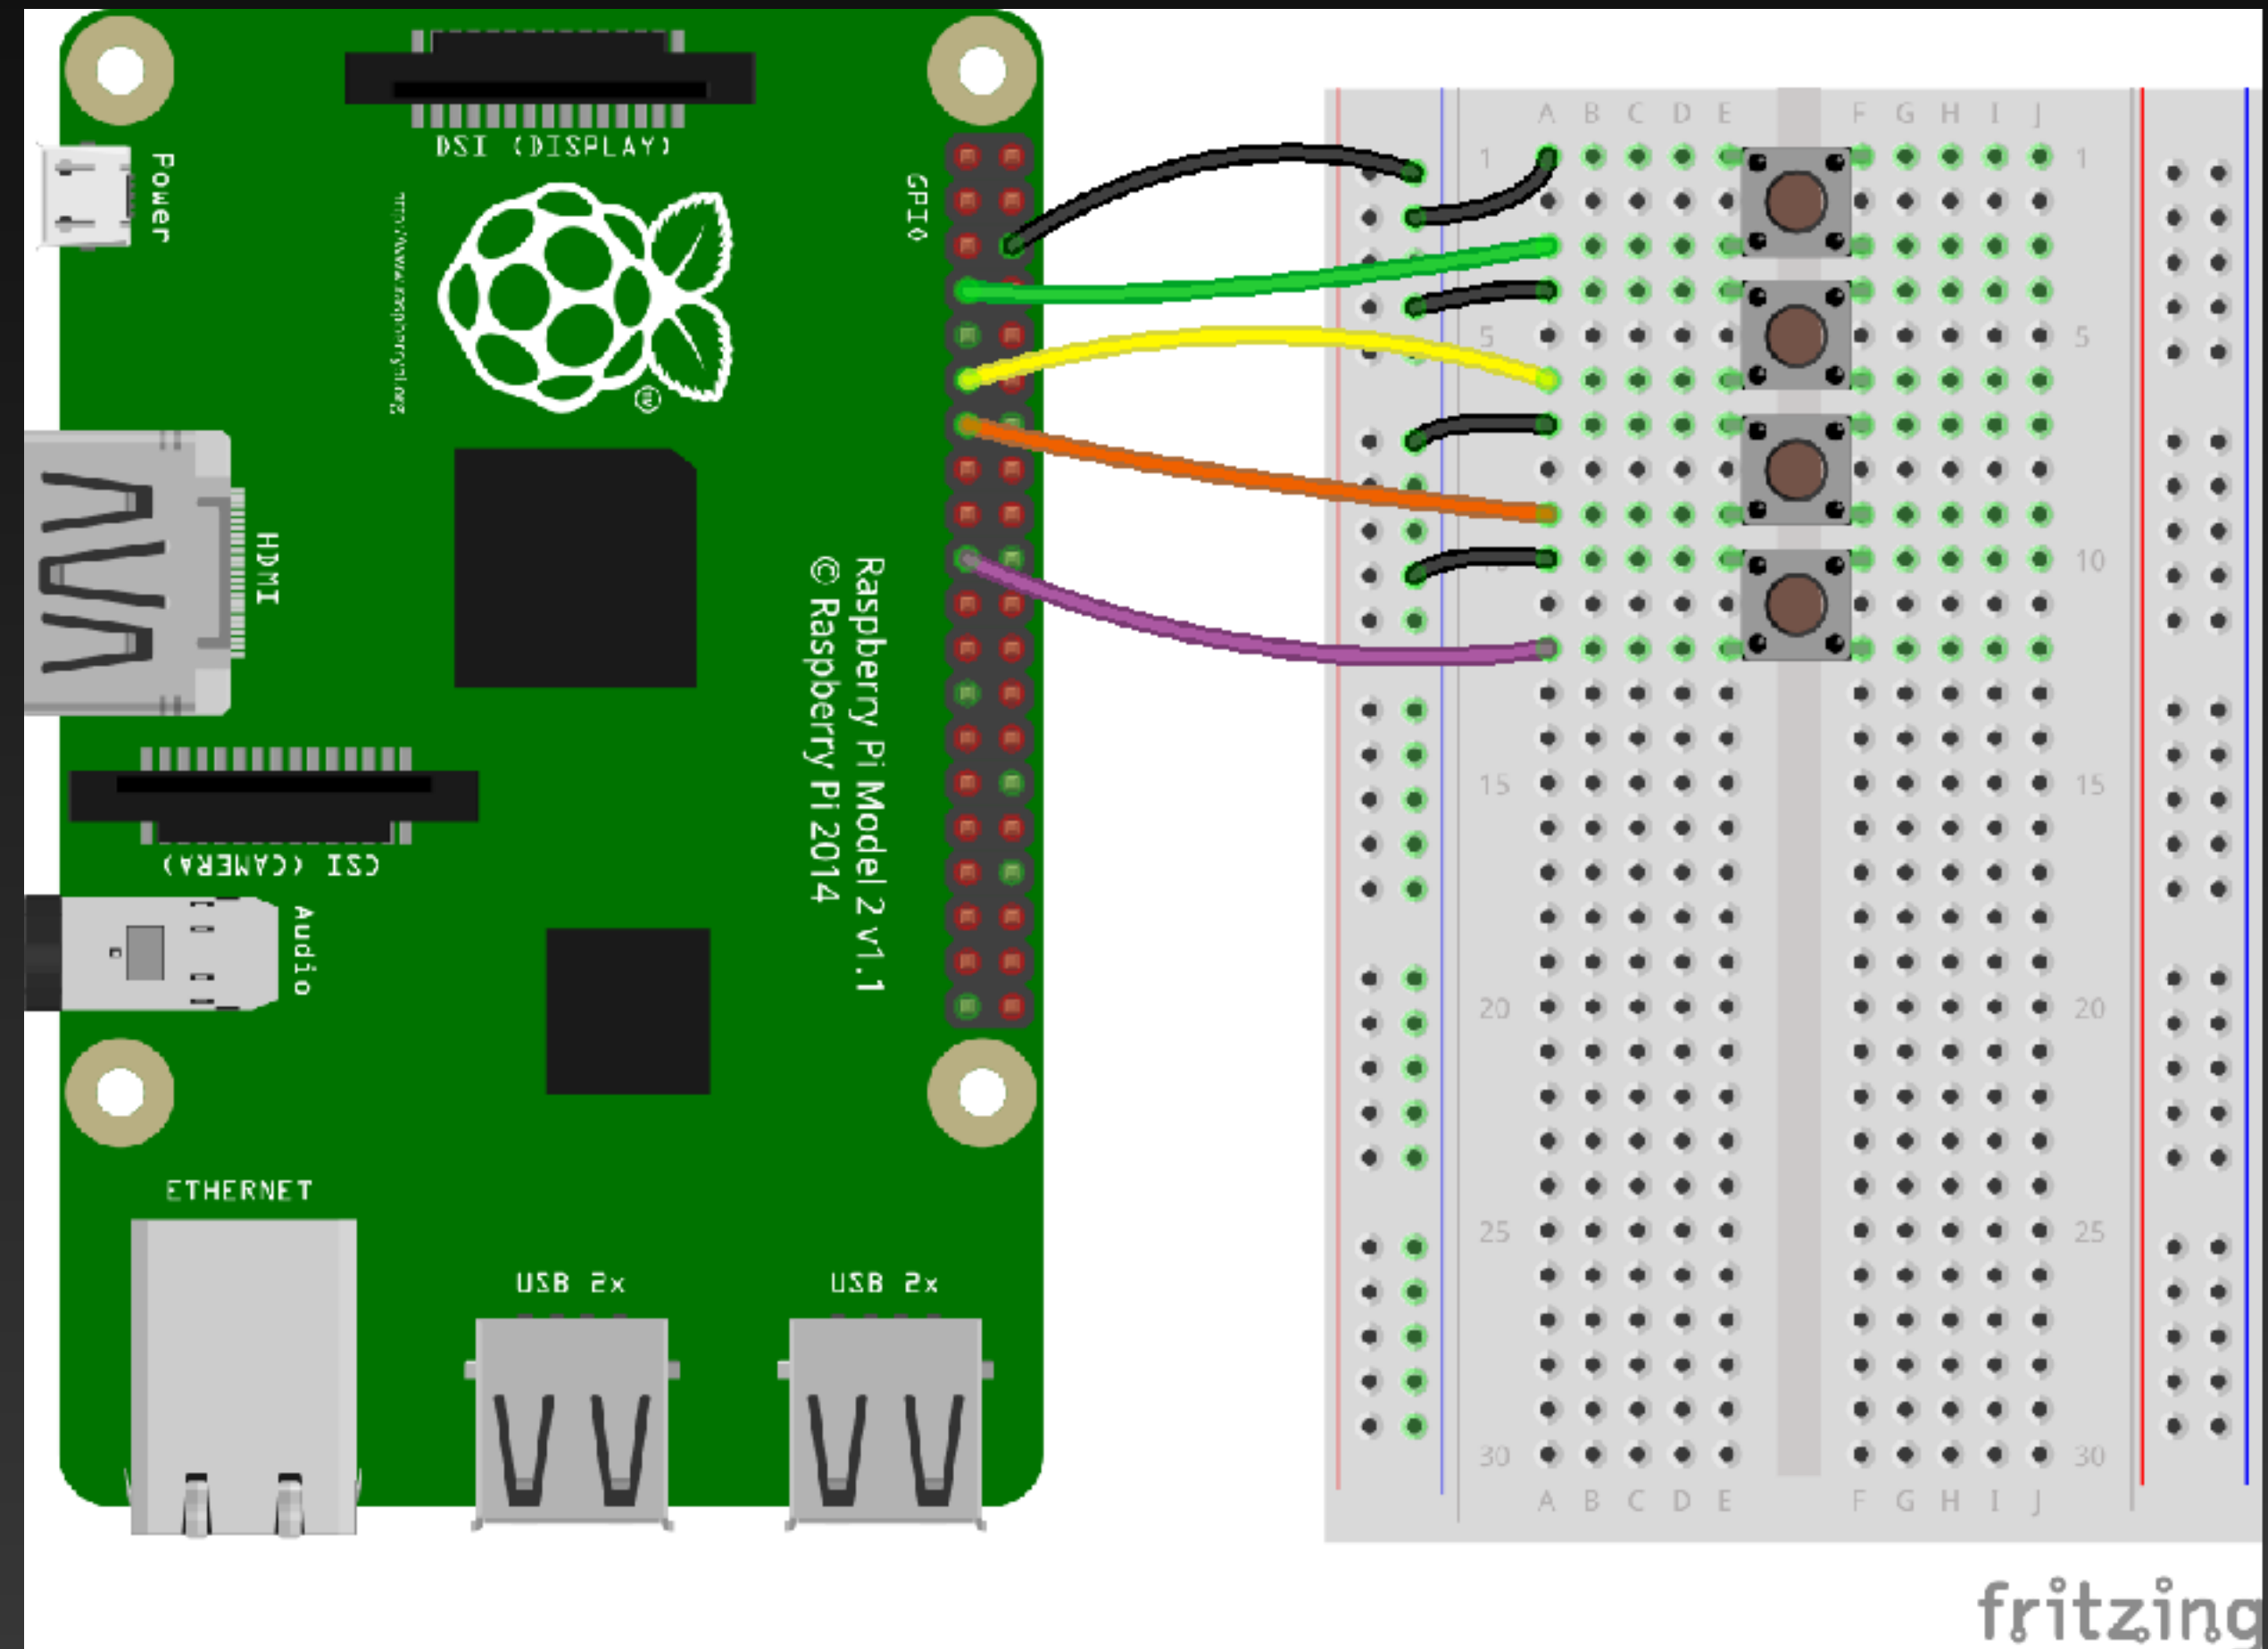 DSI (DISPLAY)
Power
GPIO
HDMI
Raspberry Pi Model 2 v1.1
© Raspberry Pi 2014
CSI (CAMERA)
Audio
ETHERNET
USB 2x
USB 2x
A B C D E F G H I J
1 1
5 5
10 10
15 15
20 20
25 25
30 30
A B C D E F G H I J
fritzing